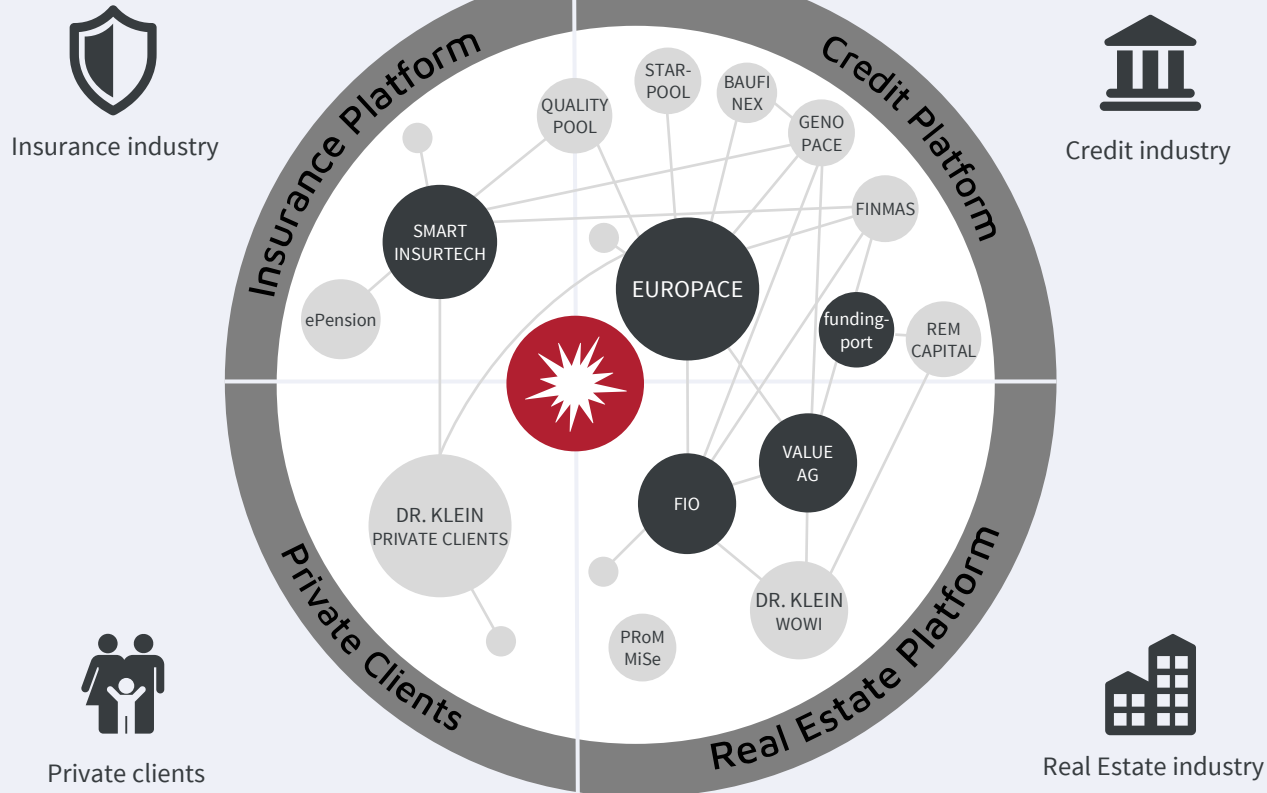 Insurance industry
Insurance Platform
Credit Platform
Credit industry
STAR-
POOL
BAUFI
NEX
QUALITY
POOL
GENO
PACE
FINMAS
SMART
INSURTECH
EUROPACE
ePension
funding-
port
REM
CAPITAL
VALUE
AG
FIO
DR. KLEIN
PRIVATE CLIENTS
DR. KLEIN
WOWI
PRoM
MiSe
Private Clients
Real Estate Platform
Private clients
Real Estate industry